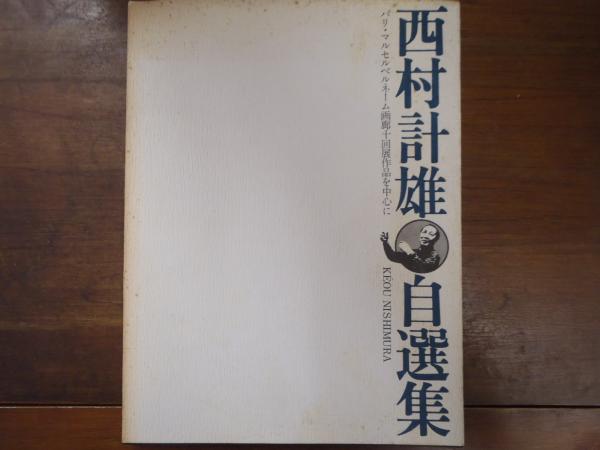 西村計雄
自選集
パリ・マルセルベルネーム画廊十回展作品を中心に
KEOU NISHIMURA